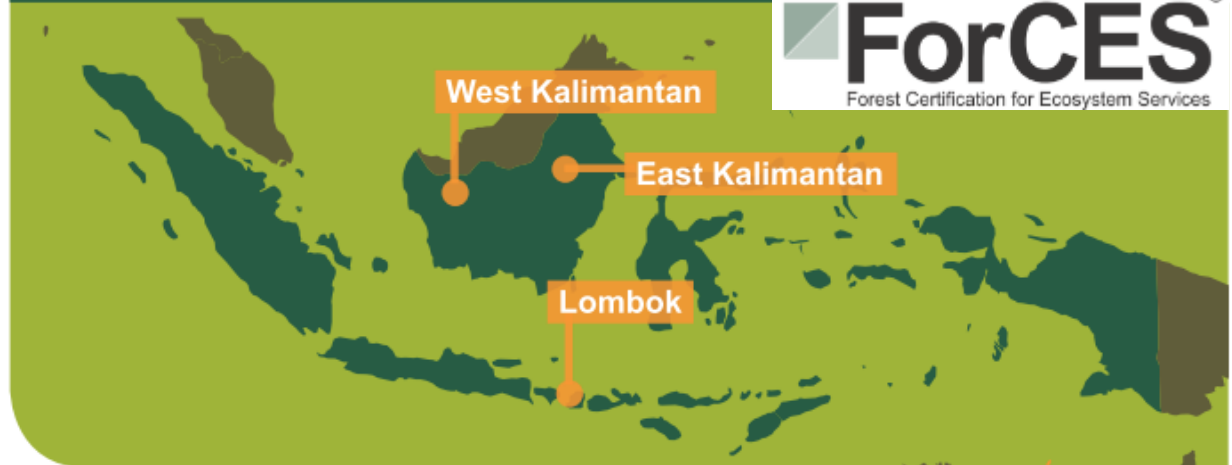 ForCES
Forest Certification for Ecosystem Services
West Kalimantan
East Kalimantan
Lombok